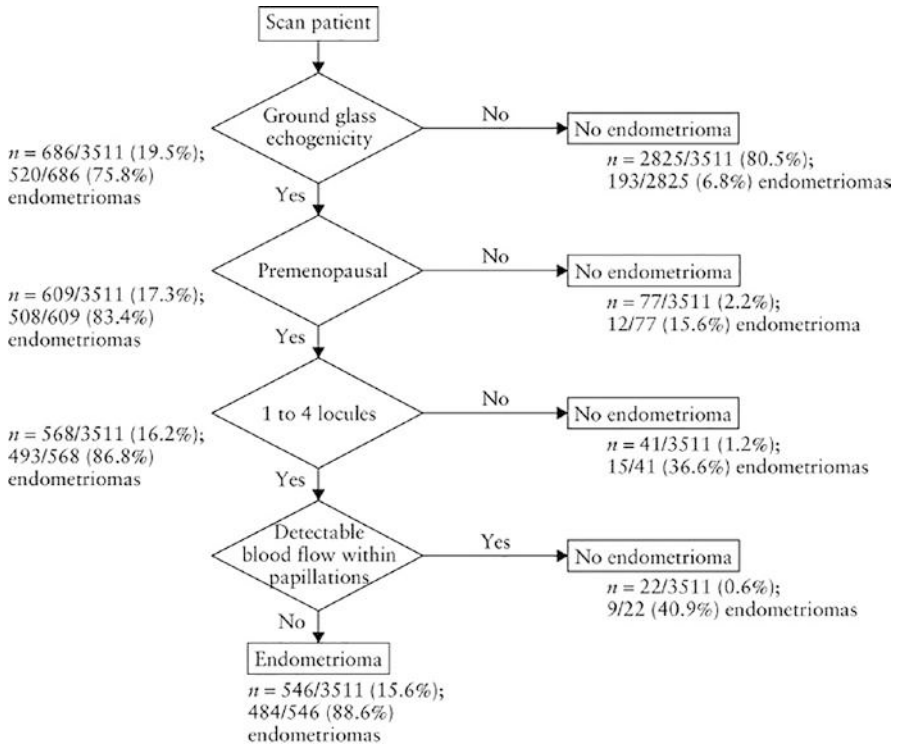 Scan patient
Ground glass
echogenicity
No
No endometrioma
n = 2825/3511 (80.5%);
193/2825 (6.8%) endometriomas
n = 686/3511 (19.5%);
520/686 (75.8%)
endometriomas
Yes
Premenopausal
No
No endometrioma
n = 77/3511 (2.2%);
12/77 (15.6%) endometrioma
n = 609/3511 (17.3%);
508/609 (83.4%)
endometriomas
Yes
1 to 4 locules
No
No endometrioma
n = 41/3511 (1.2%);
15/41 (36.6%) endometriomas
n = 568/3511 (16.2%);
493/568 (86.8%)
endometriomas
Yes
Detectable
blood flow within
papillations
Yes
No endometrioma
n = 22/3511 (0.6%);
9/22 (40.9%) endometriomas
No
Endometrioma
n = 546/3511 (15.6%);
484/546 (88.6%)
endometriomas